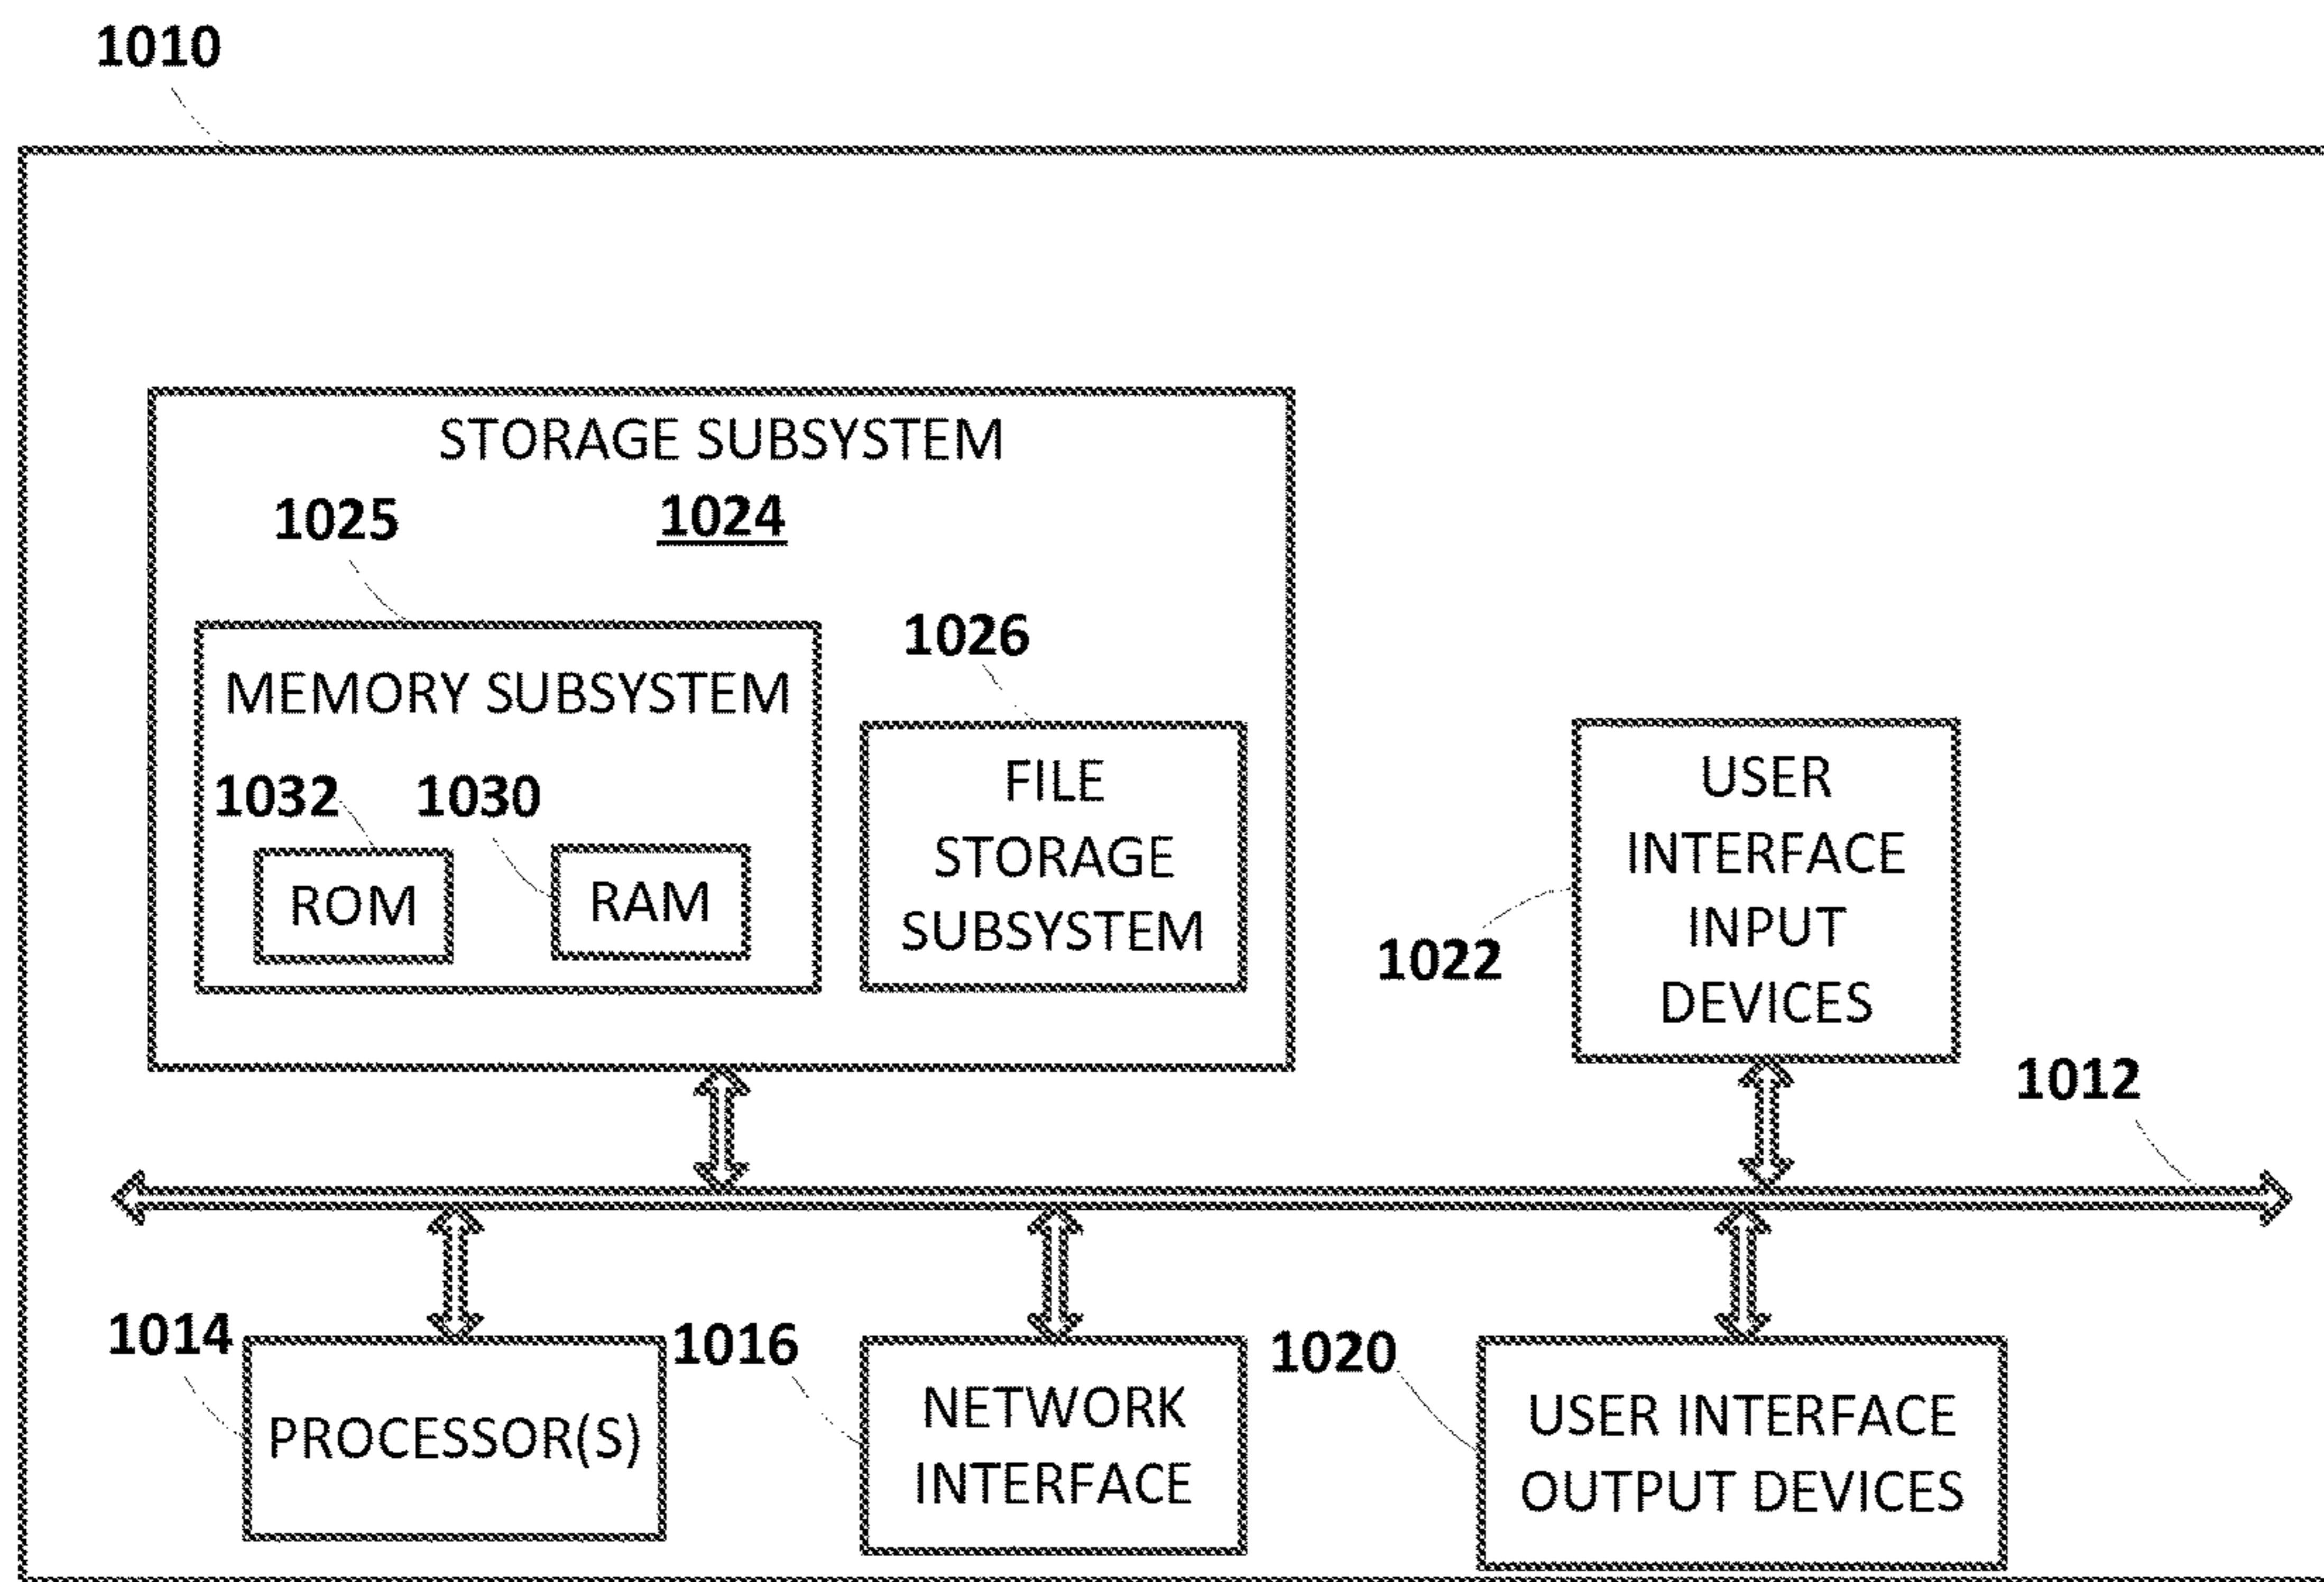 1010
STORAGE SUBSYSTEM
1024
1025
MEMORY SUBSYSTEM
1032
1030
ROM
RAM
1026
FILE
STORAGE
SUBSYSTEM
USER
INTERFACE
INPUT
DEVICES
1022
1012
1014
PROCESSOR(S)
1016
NETWORK
INTERFACE
1020
USER INTERFACE
OUTPUT DEVICES